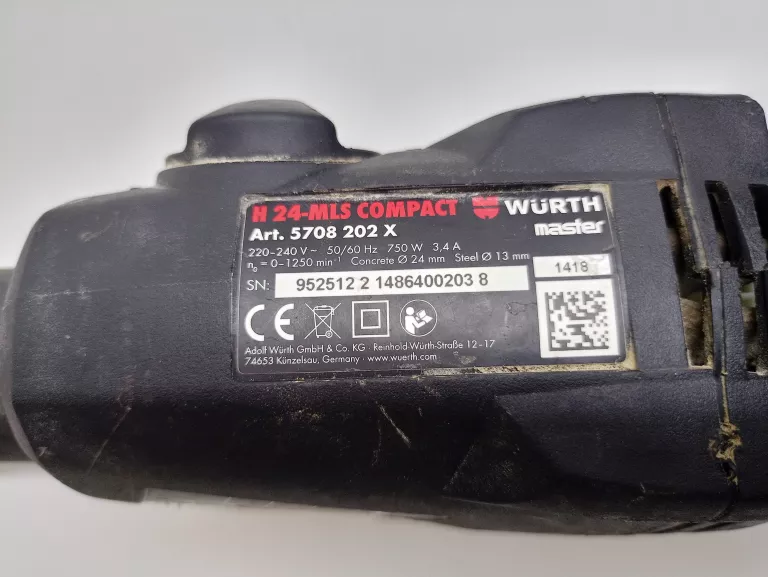 H 24-MLS COMPACT WÜRTH
Art. 5708 202 X master
220-240 V ~ 50/60 Hz 750 W 3,4 A
n₀ = 0-1250 min⁻¹ Concrete Ø 24 mm Steel Ø 13 mm
SN: 952512 2 1486400203 8
1418
CE
Adolf Würth GmbH & Co. KG · Reinhold-Würth-Straße 12-17
74653 Künzelsau, Germany · www.wuerth.com